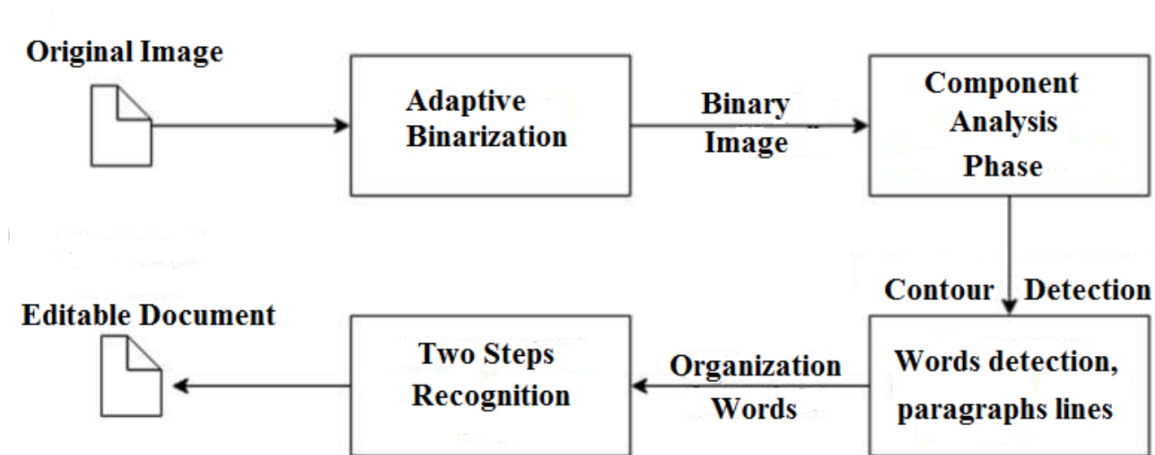 Original Image
Adaptive
Binarization
Binary
Image
Component
Analysis
Phase
Contour Detection
Words detection,
paragraphs lines
Organization
Words
Two Steps
Recognition
Editable Document